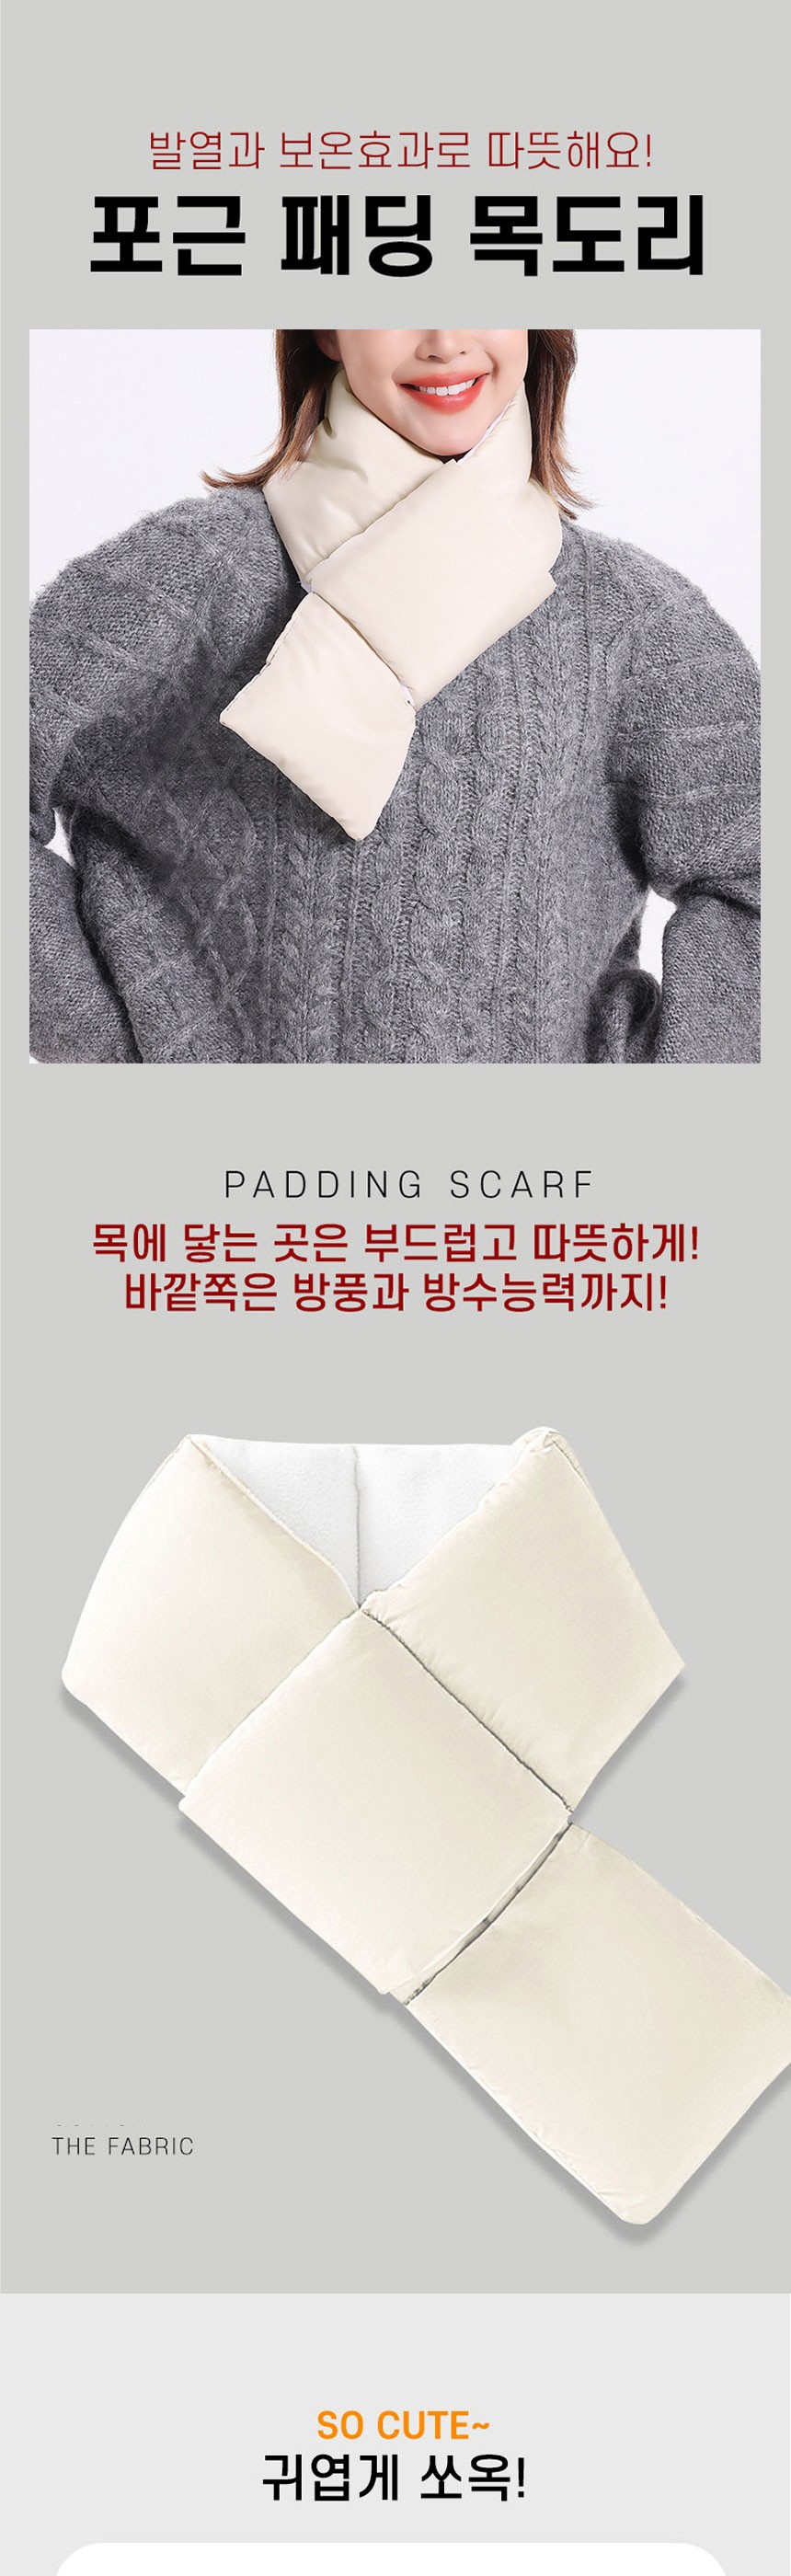 발열과 보온효과로 따뜻해요!
포근 패딩 목도리
PADDING SCARF
목에 닿는 곳은 부드럽고 따뜻하게!
바깥쪽은 방풍과 방수능력까지!
THE FABRIC
SO CUTE~
귀엽게 쏘옥!